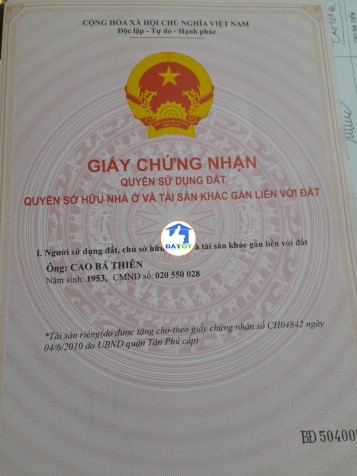 CỘNG HÒA XÃ HỘI CHỦ NGHĨA VIỆT NAM
Độc lập - Tự do - Hạnh phúc
GIẤY CHỨNG NHẬN
QUYỀN SỬ DỤNG ĐẤT
QUYỀN SỞ HỮU NHÀ Ở VÀ TÀI SẢN KHÁC GẮN LIỀN VỚI ĐẤT
ĐẤTỐT
I. Người sử dụng đất, chủ sở hữu và tài sản khác gắn liền với đất
Ông: CAO BÁ THIÊN
Năm sinh: 1953, CMND số: 020 550 028
*Tài sản riêng(do được tặng cho-theo giấy chứng nhận số CH04842 ngày
04/6/2010 do UBND quận Tân Phú cấp)
BĐ 50400